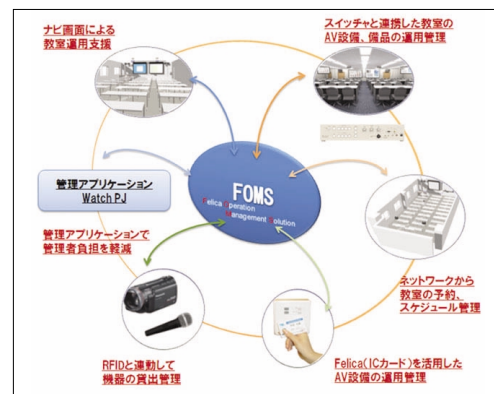 ナビ画面による
教室運用支援
スイッチャと連携した教室の
AV設備、備品の運用管理
FOMS
Felica Operation
Management Solution
管理アプリケーション
Watch PJ
管理アプリケーションで
管理者負担を軽減
ネットワークから
教室の予約、
スケジュール管理
RFIDと連動して
機器の貸出管理
Felica(ICカード)を活用した
AV設備の運用管理